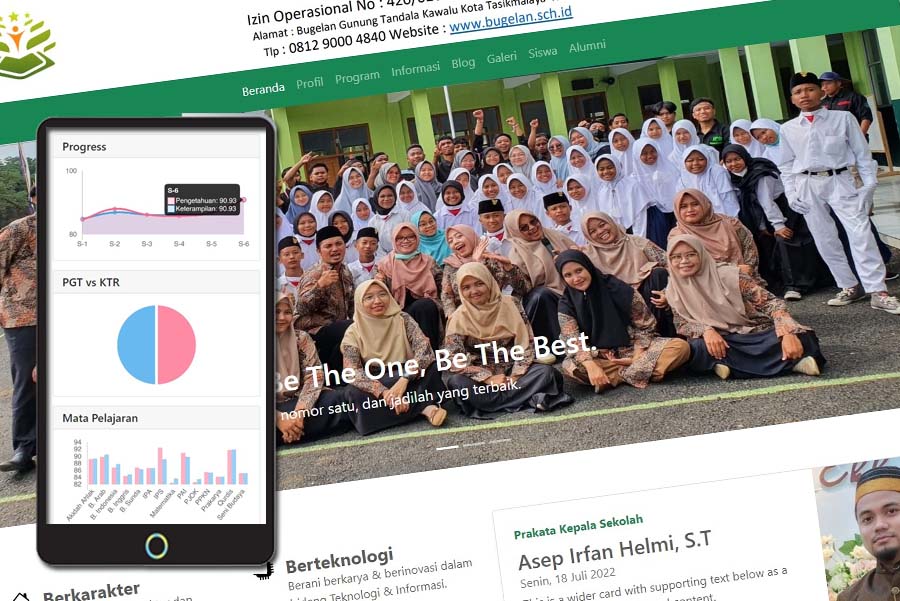 Izin Operasional No : 420/02
Alamat : Bugelan Gunung Tandala Kawalu Kota Tasikmalaya
Tlp : 0812 9000 4840 Website : www.bugelan.sch.id
Beranda Profil Program Informasi Blog Galeri Siswa Alumni
Progress
100
S-6
Pengetahuan: 90.93
Keterampilan: 90.93
80
S-1 S-2 S-3 S-4 S-5 S-6
PGT vs KTR
Mata Pelajaran
94
92
90
88
86
84
82
Akidah Ahlak B. Arab B. Indonesia B. Inggris B. Sunda IPA IPS Matematika PAI PJOK PPKN Prakarya Qurdis Seni Budaya
Be The One, Be The Best.
nomor satu, dan jadilah yang terbaik.
Berkarakter
Berteknologi
Berani berkarya & berinovasi dalam
bidang Teknologi & Informasi.
Prakata Kepala Sekolah
Asep Irfan Helmi, S.T
Senin, 18 Juli 2022
This is a wider card with supporting text below as a
content.